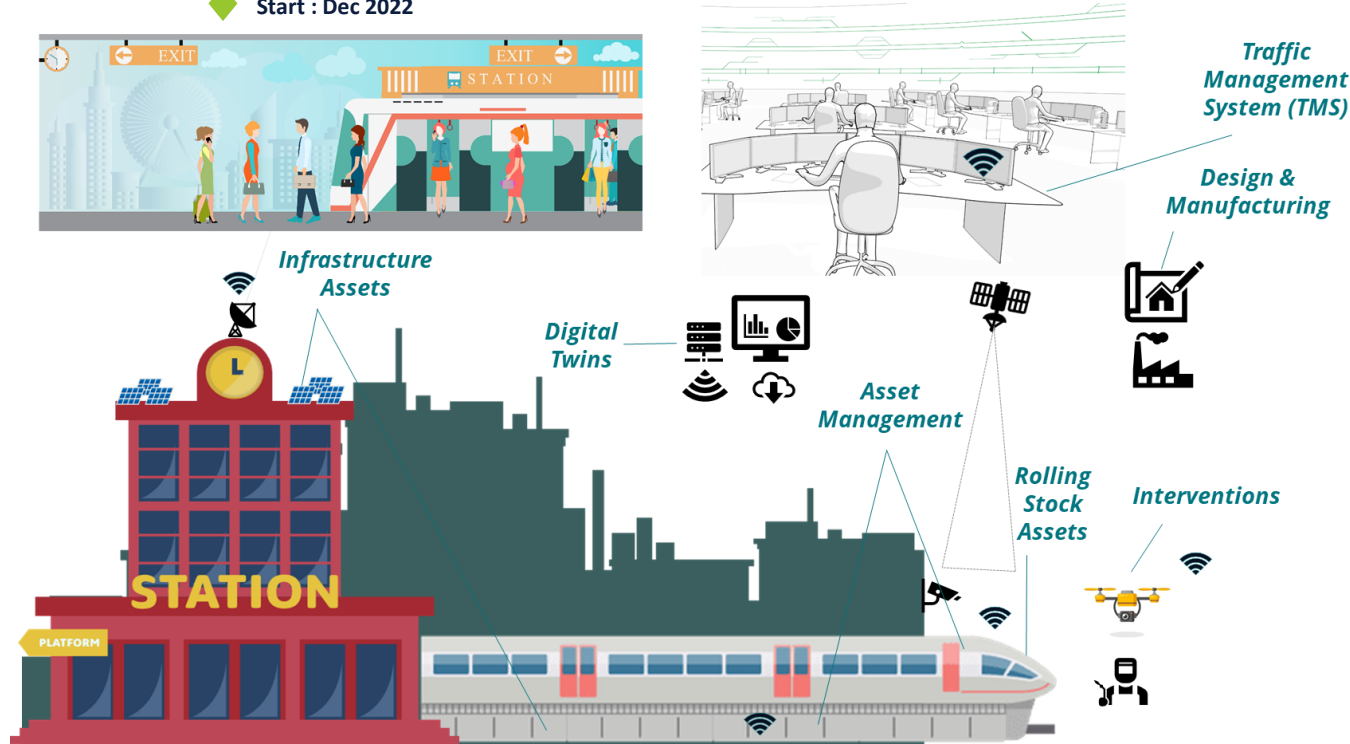 Start : Dec 2022
EXIT
EXIT
STATION
Traffic
Management
System (TMS)
Design &
Manufacturing
Infrastructure
Assets
Digital
Twins
Asset
Management
Rolling
Stock
Assets
Interventions
STATION
PLATFORM